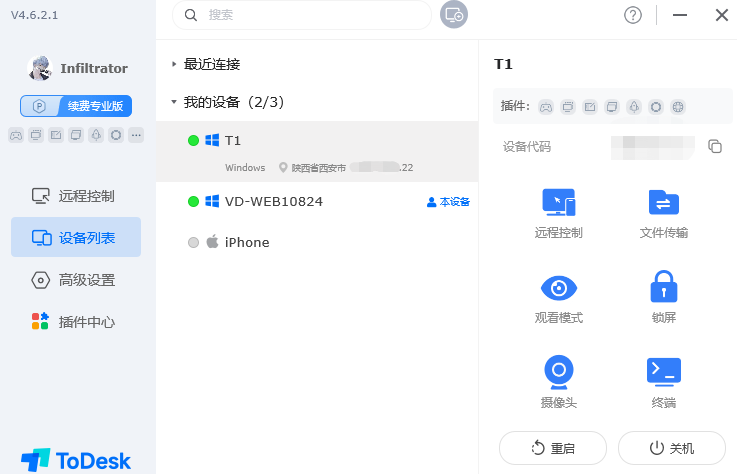 V4.6.2.1
搜索
Infiltrator
续费专业版
远程控制
设备列表
高级设置
插件中心
ToDesk
最近连接
我的设备（2/3）
T1
Windows 陕西省西安市 .22
VD-WEB10824 本设备
iPhone
T1
插件：
设备代码
远程控制 文件传输
观看模式 锁屏
摄像头 终端
重启 关机